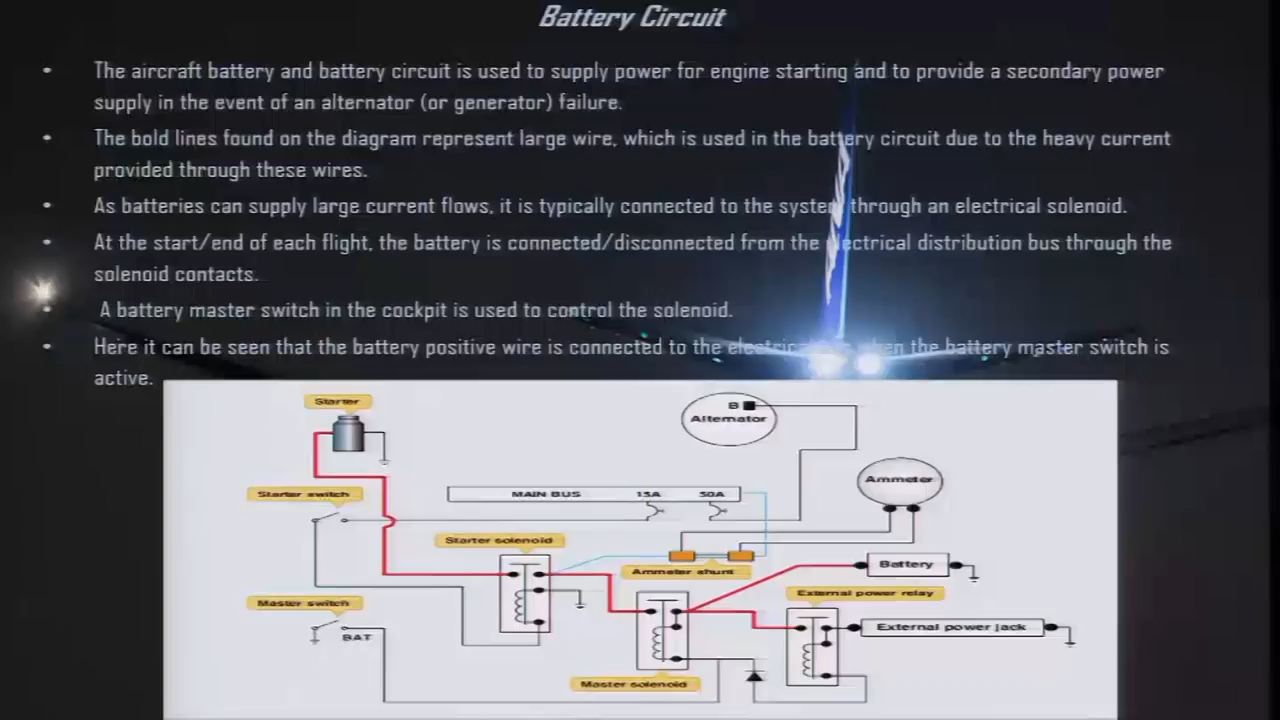 Battery Circuit
• The aircraft battery and battery circuit is used to supply power for engine starting and to provide a secondary power
supply in the event of an alternator (or generator) failure.
• The bold lines found on the diagram represent large wire, which is used in the battery circuit due to the heavy current
provided through these wires.
• As batteries can supply large current flows, it is typically connected to the system through an electrical solenoid.
• At the start/end of each flight, the battery is connected/disconnected from the electrical distribution bus through the
solenoid contacts.
• A battery master switch in the cockpit is used to control the solenoid.
• Here it can be seen that the battery positive wire is connected to the electrical when the battery master switch is
active.
Starter
B
Alternator
Ammeter
Starter switch
MAIN BUS 15A 50A
Starter solenoid
Ammeter shunt
Battery
External power relay
Master switch
BAT
External power jack
Master solenoid